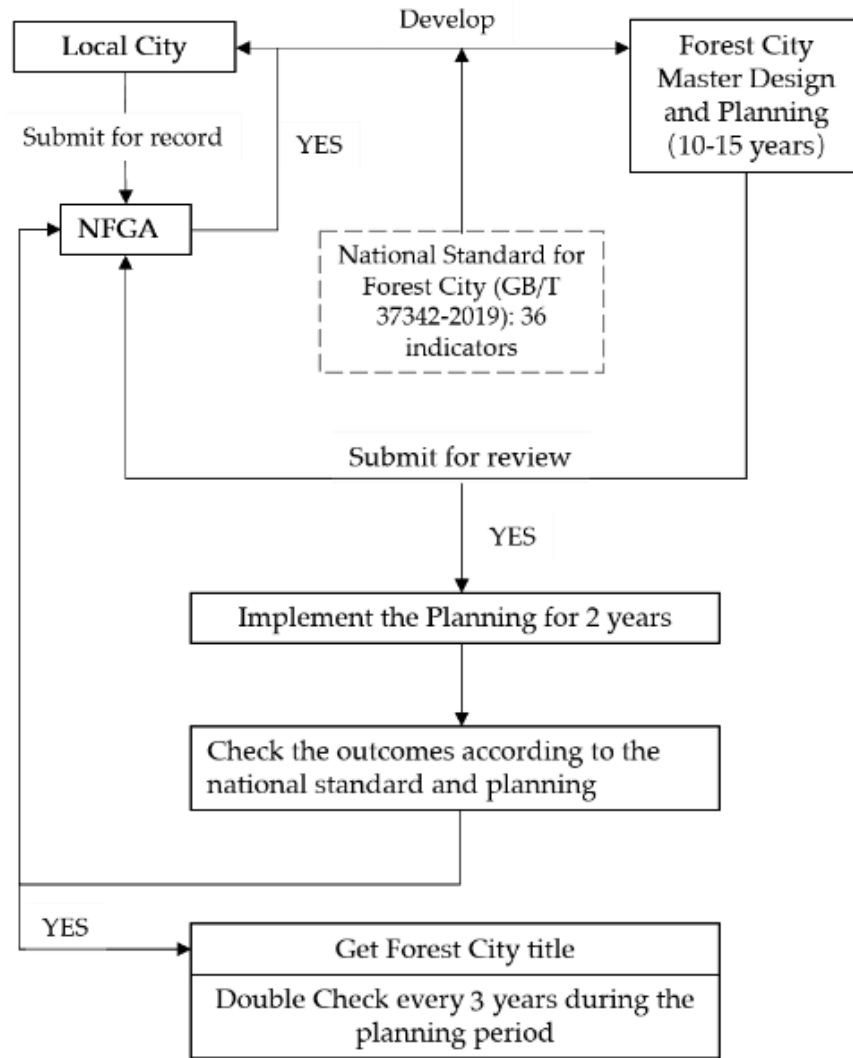 Develop
Local City
Forest City
Master Design
and Planning
(10-15 years)
Submit for record
YES
NFGA
National Standard for
Forest City (GB/T
37342-2019): 36
indicators
Submit for review
YES
Implement the Planning for 2 years
Check the outcomes according to the
national standard and planning
YES
Get Forest City title
Double Check every 3 years during the
planning period